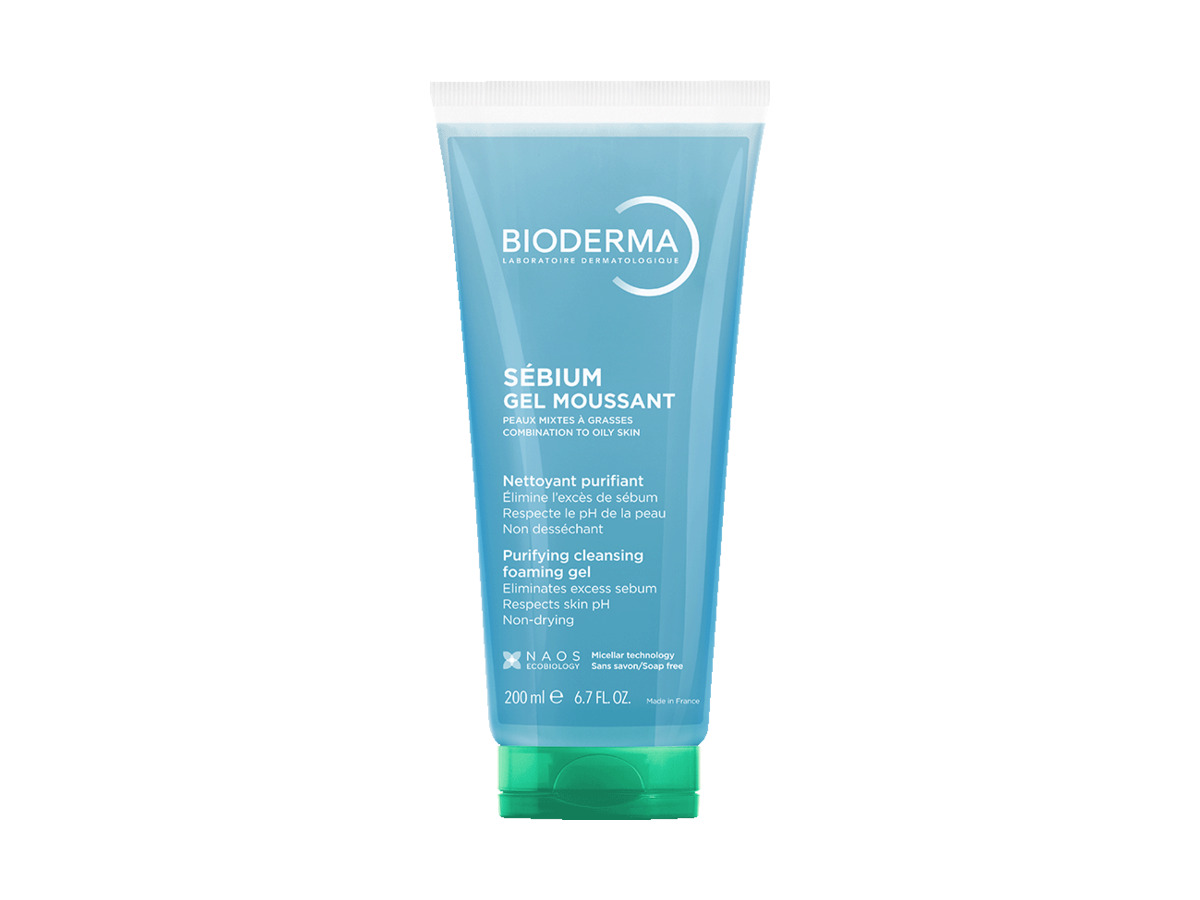 BIODERMA
LABORATOIRE DERMATOLOGIQUE
SÉBIUM
GEL MOUSSANT
PEAUX MIXTES À GRASSES
COMBINATION TO OILY SKIN
Nettoyant purifiant
Élimine l'excès de sébum
Respecte le pH de la peau
Non desséchant
Purifying cleansing
foaming gel
Eliminates excess sebum
Respects skin pH
Non-drying
NAOS
ECOBIOLOGY
Micellar technology
Sans savon/Soap free
200 ml ℮ 6.7 FL. OZ.
Made in France